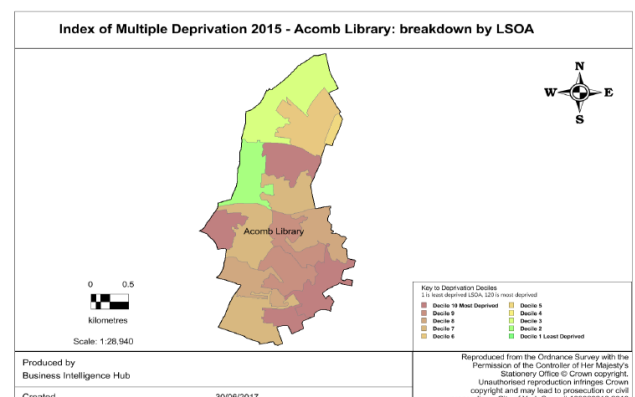 Index of Multiple Deprivation 2015 - Acomb Library: breakdown by LSOA
N
W E
S
Acomb Library
0 0.5
kilometres
Scale: 1:28,940
Key to Deprivation Deciles
1 is least deprived LSOA, 120 is most deprived
Decile 10 Most Deprived
Decile 9
Decile 8
Decile 7
Decile 6
Decile 5
Decile 4
Decile 3
Decile 2
Decile 1 Least Deprived
Produced by
Business Intelligence Hub
Created 30/06/2017
Reproduced from the Ordnance Survey with the
Permission of the Controller of Her Majesty's
Stationery Office © Crown copyright.
Unauthorised reproduction infringes Crown
copyright and may lead to prosecution or civil